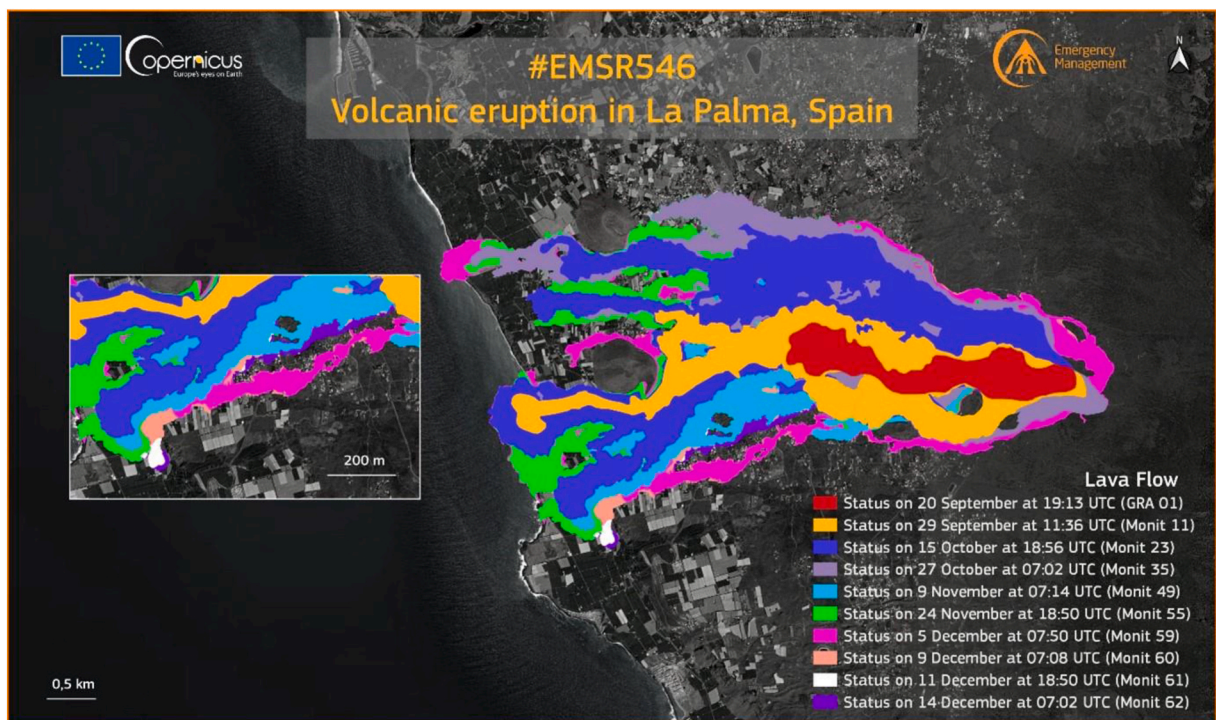 Copernicus
Europe's eyes on Earth
#EMSR546
Volcanic eruption in La Palma, Spain
Emergency
Management
N
200 m
Lava Flow
Status on 20 September at 19:13 UTC (GRA 01)
Status on 29 September at 11:36 UTC (Monit 11)
Status on 15 October at 18:56 UTC (Monit 23)
Status on 27 October at 07:02 UTC (Monit 35)
Status on 9 November at 07:14 UTC (Monit 49)
Status on 24 November at 18:50 UTC (Monit 55)
Status on 5 December at 07:50 UTC (Monit 59)
Status on 9 December at 07:08 UTC (Monit 60)
Status on 11 December at 18:50 UTC (Monit 61)
Status on 14 December at 07:02 UTC (Monit 62)
0,5 km